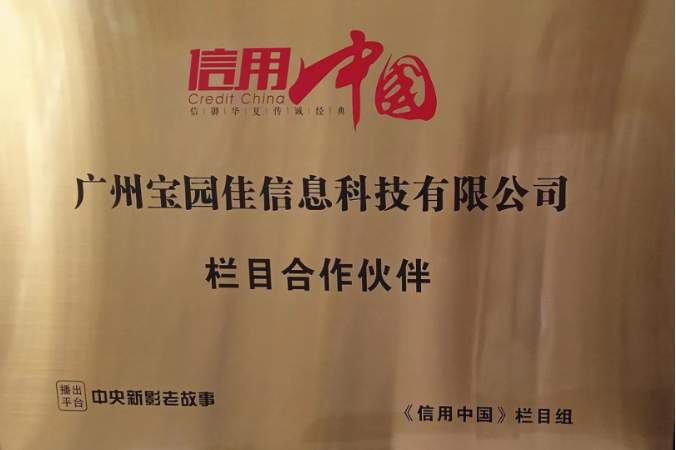 信用中国
Credit China
信御华夏传诚经典
广州宝园佳信息科技有限公司
栏目合作伙伴
播出平台 中央新影老故事
《信用中国》栏目组